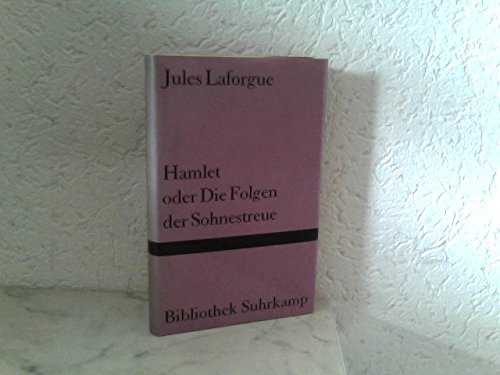 Jules Laforgue
Hamlet
oder Die Folgen
der Sohnestreue
Bibliothek Suhrkamp